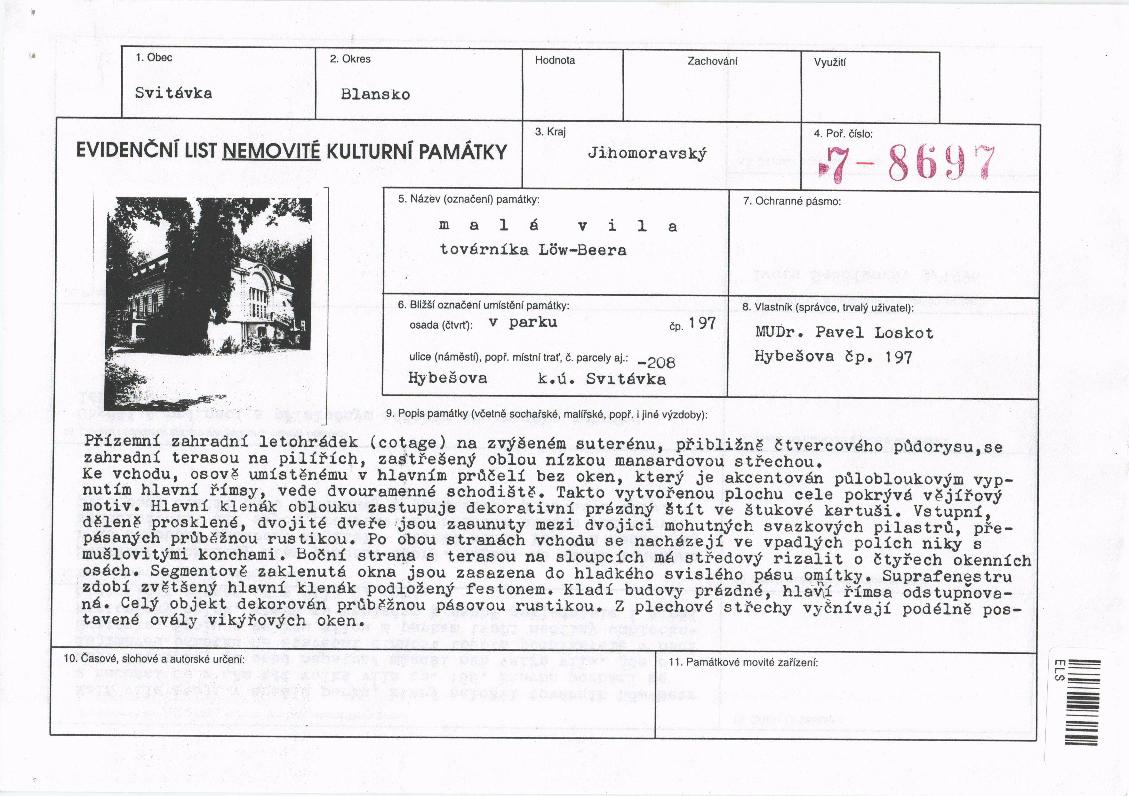 1. Obec
Svitávka
2. Okres
Blansko
Hodnota
Zachování
Využití
EVIDENČNÍ LIST NEMOVITÉ KULTURNÍ PAMÁTKY
3. Kraj
Jihomoravský
4. Poř. číslo:
7-8697
5. Název (označení) památky:
m a l á v i l a
továrníka Löw-Beera
7. Ochranné pásmo:
6. Bližší označení umístění památky:
osada (čtvrť): v parku čp. 197
ulice (náměstí), popř. místní trať, č. parcely aj.: -208
Hybešova k.ú. Svitávka
8. Vlastník (správce, trvalý uživatel):
MUDr. Pavel Loskot
Hybešova čp. 197
9. Popis památky (včetně sochařské, malířské, popř. i jiné výzdoby):
Přízemní zahradní letohrádek (cotage) na zvýšeném suterénu, přibližně čtvercového půdorysu,se
zahradní terasou na pilířích, zastřešený oblou nízkou mansardovou střechou.
Ke vchodu, osově umístěnému v hlavním průčelí bez oken, který je akcentován půlobloukovým vyp-
nutím hlavní římsy, vede dvouramenné schodiště. Takto vytvořenou plochu cele pokrývá vějířový
motiv. Hlavní klenák oblouku zastupuje dekorativní prázdný štít ve štukové kartuši. Vstupní,
děleně prosklené, dvojité dveře jsou zasunuty mezi dvojici mohutných svazkových pilastrů, pře-
pásaných průběžnou rustikou. Po obou stranách vchodu se nacházejí ve vpadlých polích niky s
mušlovitými konchami. Boční strana s terasou na sloupcích má středový rizalit o čtyřech okenních
osách. Segmentově zaklenutá okna jsou zasazena do hladkého svislého pásu omítky. Suprafenestru
zdobí zvětšený hlavní klenák podložený festonem. Kladí budovy prázdné, hlavní římsa odstupňova-
ná. Celý objekt dekorován průběžnou pásovou rustikou. Z plechové střechy vyčnívají podélně pos-
tavené ovály vikýřových oken.
10. Časové, slohové a autorské určení:
11. Památkové movité zařízení:
ELS